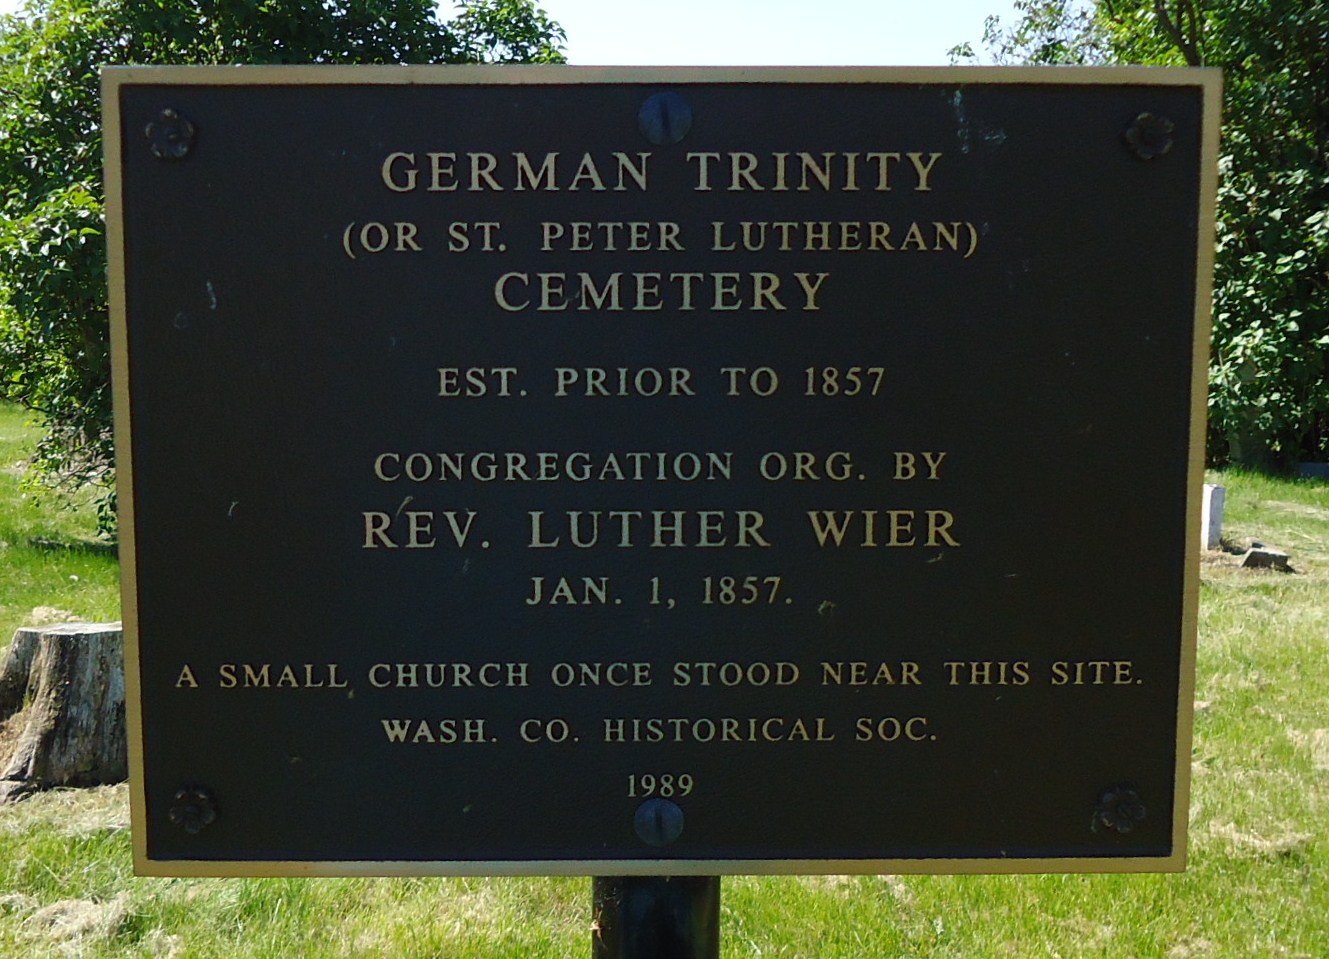 GERMAN TRINITY
(OR ST. PETER LUTHERAN)
CEMETERY
EST. PRIOR TO 1857
CONGREGATION ORG. BY
REV. LUTHER WIER
JAN. 1, 1857.
A SMALL CHURCH ONCE STOOD NEAR THIS SITE.
WASH. CO. HISTORICAL SOC.
1989